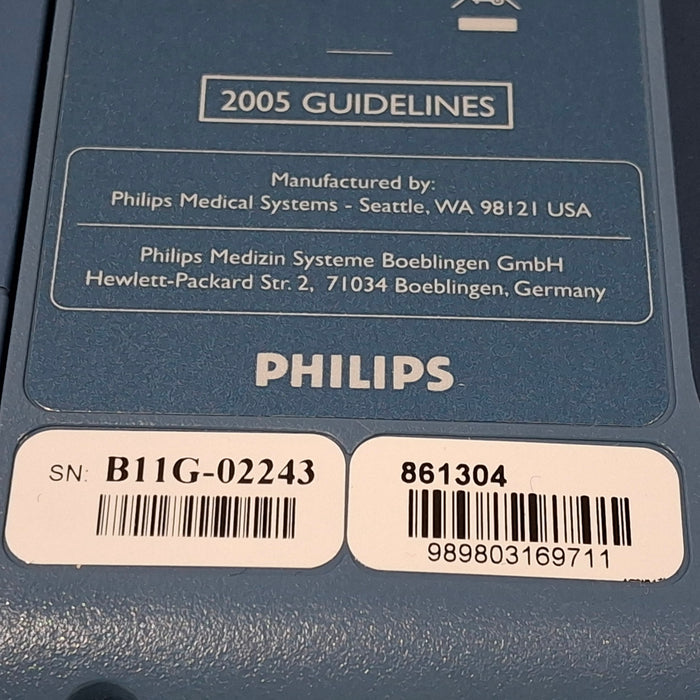 2005 GUIDELINES
Manufactured by:
Philips Medical Systems - Seattle, WA 98121 USA
Philips Medizin Systeme Boeblingen GmbH
Hewlett-Packard Str. 2, 71034 Boeblingen, Germany
PHILIPS
SN: B11G-02243
861304
989803169711